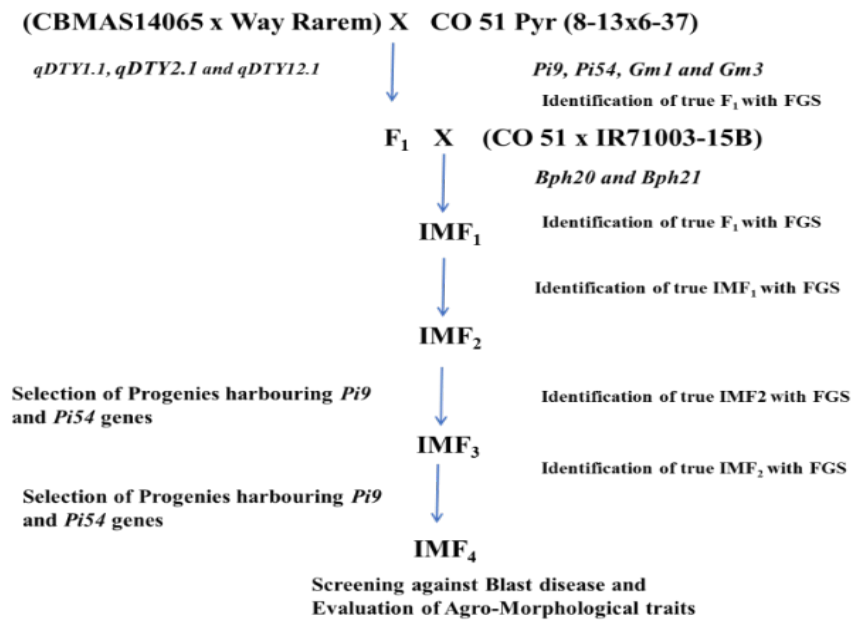 (CBMAS14065 x Way Rarem) X CO 51 Pyr (8-13x6-37)
qDTY1.1, qDTY2.1 and qDTY12.1
Pi9, Pi54, Gm1 and Gm3
Identification of true F₁ with FGS
F₁ X (CO 51 x IR71003-15B)
Bph20 and Bph21
IMF₁
Identification of true F₁ with FGS
Identification of true IMF₁ with FGS
IMF₂
Selection of Progenies harbouring Pi9
and Pi54 genes
Identification of true IMF2 with FGS
IMF₃
Identification of true IMF₂ with FGS
Selection of Progenies harbouring Pi9
and Pi54 genes
IMF₄
Screening against Blast disease and
Evaluation of Agro-Morphological traits